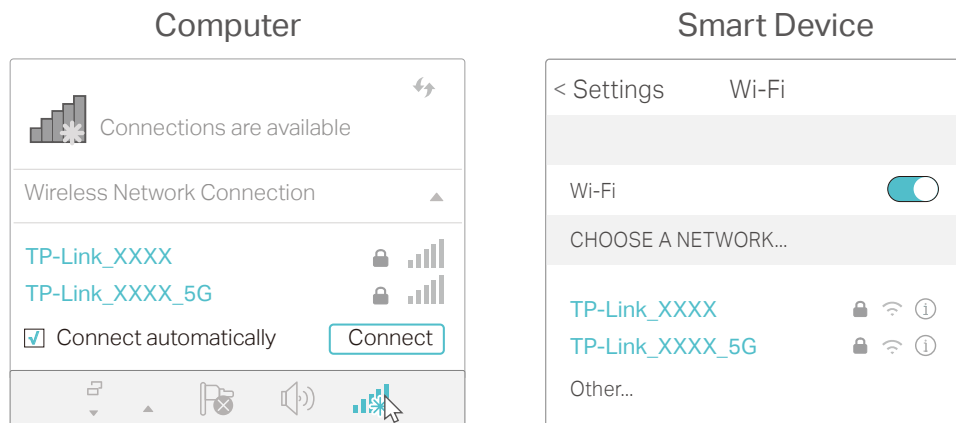 Computer
Connections are available
Wireless Network Connection
TP-Link_XXXX
TP-Link_XXXX_5G
Connect automatically
Connect
Smart Device
< Settings Wi-Fi
Wi-Fi
CHOOSE A NETWORK...
TP-Link_XXXX
TP-Link_XXXX_5G
Other...